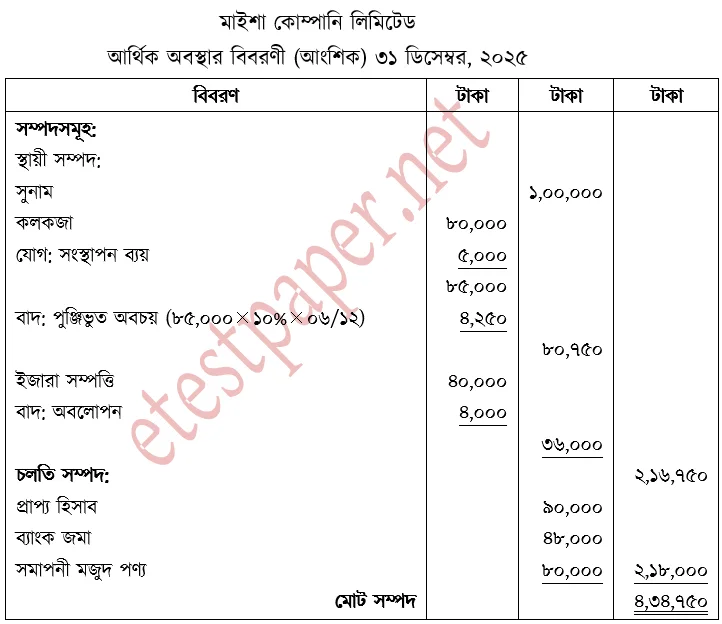 মাইশা কোম্পানি লিমিটেড
আর্থিক অবস্থার বিবরণী (আংশিক) ৩১ ডিসেম্বর, ২০২৫
বিবরণ টাকা টাকা টাকা
সম্পদসমূহ:
স্থায়ী সম্পদ:
সুনাম ১,০০,০০০
কলকজা ৮০,০০০
যোগ: সংস্থাপন ব্যয় ৫,০০০
৮৫,০০০
বাদ: পুঞ্জিভুত অবচয় (৮৫,০০০×১০%×০৬/১২) ৪,২৫০
৮০,৭৫০
ইজারা সম্পত্তি ৪০,০০০
বাদ: অবলোপন ৪,০০০
৩৬,০০০
চলতি সম্পদ: ২,১৬,৭৫০
প্রাপ্য হিসাব ৯০,০০০
ব্যাংক জমা ৪৮,০০০
সমাপনী মজুদ পণ্য ৮০,০০০ ২,১৮,০০০
মোট সম্পদ ৪,৩৪,৭৫০
etestpaper.net